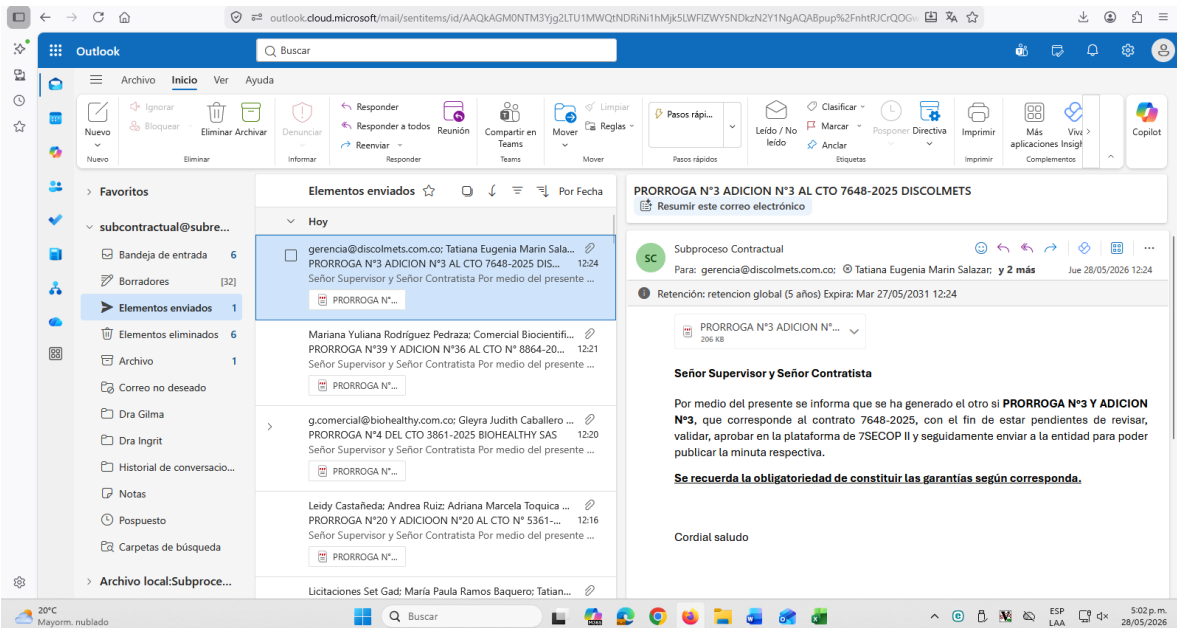 outlook.cloud.microsoft/mail/sentitems/id/
Outlook
Buscar
Archivo Inicio Ver Ayuda
Nuevo
Nuevo
Ignorar
Bloquear
Eliminar Archivar
Eliminar
Denunciar
Informar
Responder
Responder a todos
Reenviar
Reunión
Responder
Compartir en
Teams
Teams
Mover
Limpiar
Reglas
Mover
Pasos rápi...
Pasos rápidos
Leído / No
leído
Clasificar
Marcar
Anclar
Posponer Directiva
Etiquetas
Imprimir
Imprimir
Más
aplicaciones
Viva
Insigh
Complementos
Copilot
Favoritos
subcontractual@subre...
Bandeja de entrada 6
Borradores [32]
Elementos enviados 1
Elementos eliminados 6
Archivo 1
Correo no deseado
Dra Gilma
Dra Ingrit
Historial de conversacio...
Notas
Pospuesto
Carpetas de búsqueda
Archivo local:Subproce...
Elementos enviados Por Fecha
Hoy
gerencia@discolmets.com.co; Tatiana Eugenia Marin Sala...
PRORROGA N°3 ADICION N°3 AL CTO 7648-2025 DIS... 12:24
Señor Supervisor y Señor Contratista Por medio del presente ...
PRORROGA N°...
Mariana Yuliana Rodríguez Pedraza; Comercial Biocientifi...
PRORROGA N°39 Y ADICION N°36 AL CTO N° 8864-20... 12:21
Señor Supervisor y Señor Contratista Por medio del presente ...
PRORROGA N°...
g.comercial@biohealthy.com.co; Gleyra Judith Caballero ...
PRORROGA N°4 DEL CTO 3861-2025 BIOHEALTHY SAS 12:20
Señor Supervisor y Señor Contratista Por medio del presente ...
PRORROGA N°...
Leidy Castañeda; Andrea Ruiz; Adriana Marcela Toquica ...
PRORROGA N°20 Y ADICIOON N°20 AL CTO N° 5361-... 12:16
Señor Supervisor y Señor Contratista Por medio del presente ...
PRORROGA N°...
Licitaciones Set Gad; María Paula Ramos Baquero; Tatian...
PRORROGA N°3 ADICION N°3 AL CTO 7648-2025 DISCOLMETS
Resumir este correo electrónico
SC
Subproceso Contractual
Para: gerencia@discolmets.com.co; Tatiana Eugenia Marin Salazar; y 2 más Jue 28/05/2026 12:24
Retención: retencion global (5 años) Expira: Mar 27/05/2031 12:24
PRORROGA N°3 ADICION N°...
206 KB
Señor Supervisor y Señor Contratista
Por medio del presente se informa que se ha generado el otro si PRORROGA N°3 Y ADICION
N°3, que corresponde al contrato 7648-2025, con el fin de estar pendientes de revisar,
validar, aprobar en la plataforma de 7SECOP II y seguidamente enviar a la entidad para poder
publicar la minuta respectiva.
Se recuerda la obligatoriedad de constituir las garantías según corresponda.
Cordial saludo
20°C
Mayorm. nublado
Buscar
ESP
LAA
5:02 p.m.
28/05/2026